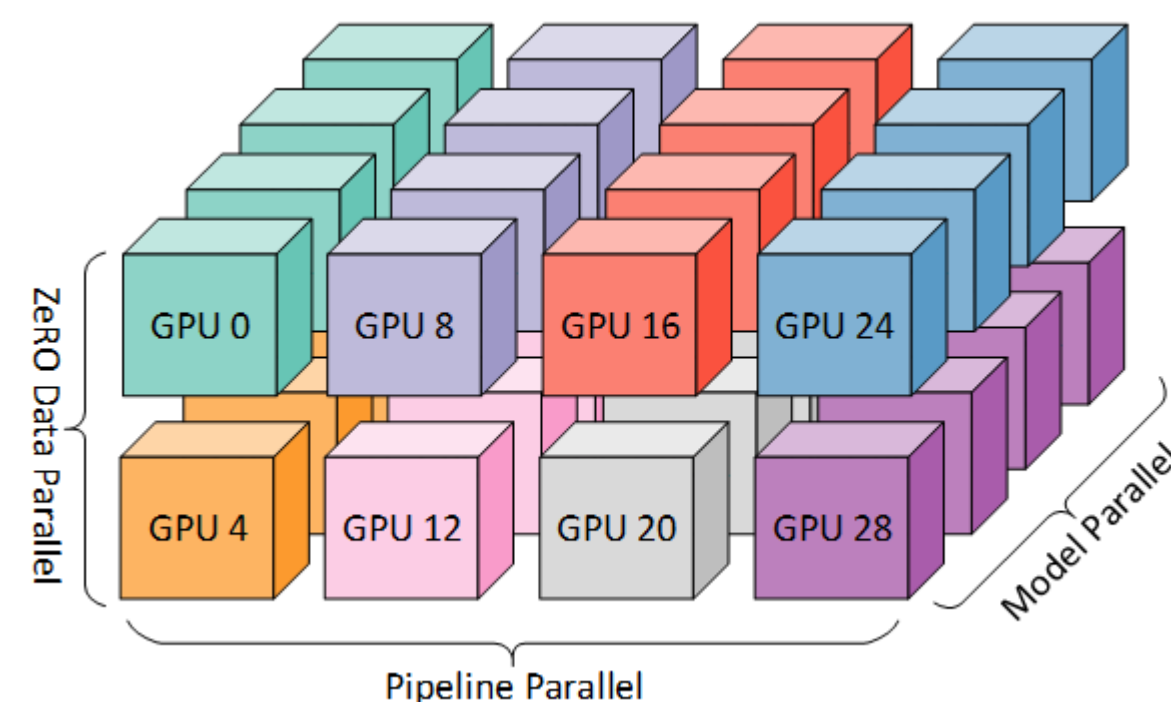 GPU 0
GPU 8
GPU 16
GPU 24
ZeRO Data Parallel
GPU 4
GPU 12
GPU 20
GPU 28
Model Parallel
Pipeline Parallel